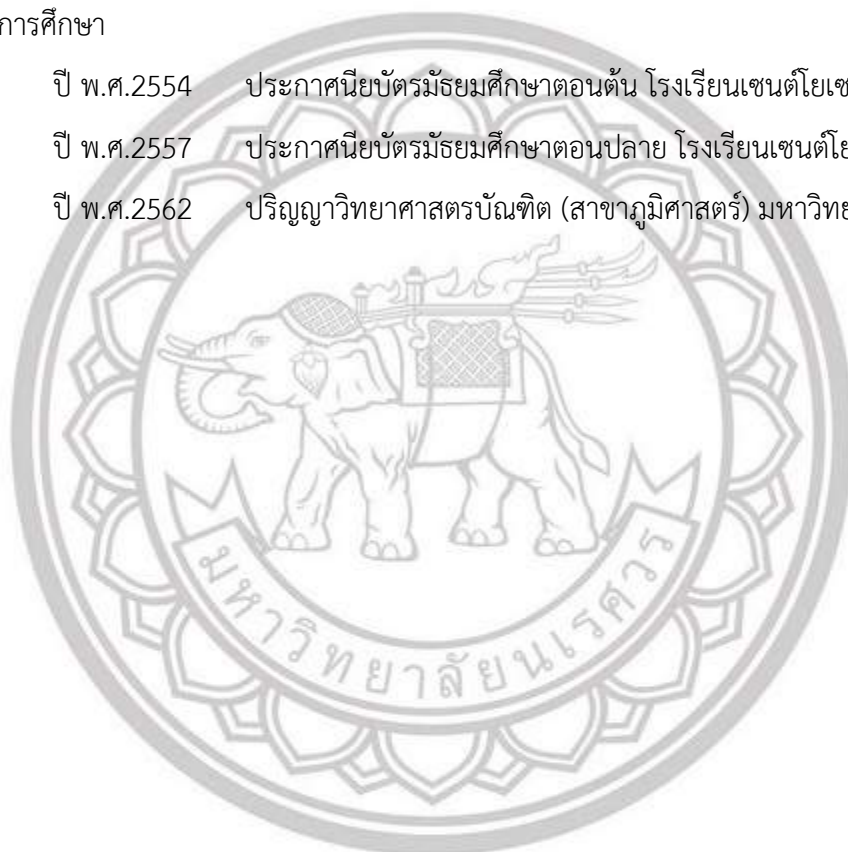 การศึกษา
ปี พ.ศ.2554 ประกาศนียบัตรมัธยมศึกษาตอนต้น โรงเรียนเซนต์โยเซ
ปี พ.ศ.2557 ประกาศนียบัตรมัธยมศึกษาตอนปลาย โรงเรียนเซนต์โย
ปี พ.ศ.2562 ปริญญาวิทยาศาสตรบัณฑิต (สาขาภูมิศาสตร์) มหาวิทย
มหาวิทยาลัยนเรศวร